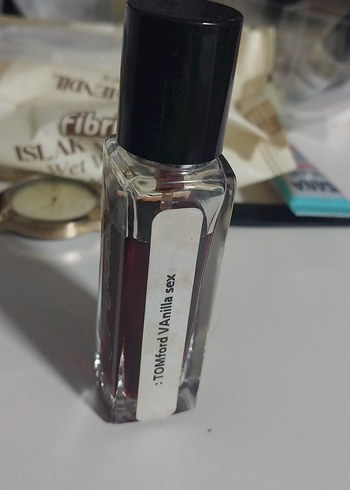 Fibr
ISLAK
Wet
: TOMford VAnilla sex